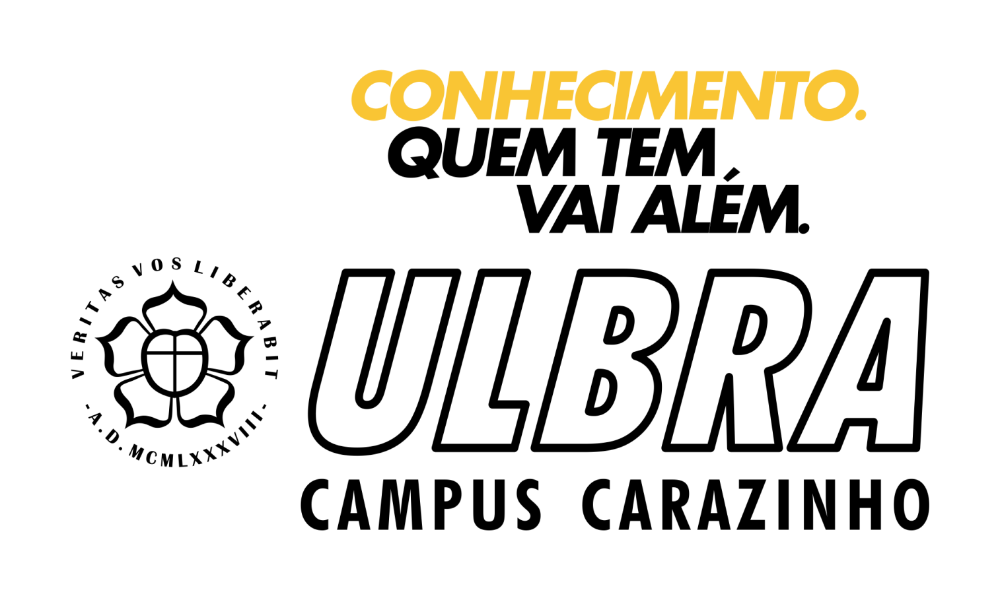 CONHECIMENTO.
QUEM TEM
VAI ALÉM.
VERITAS VOS LIBERABIT
-A.D. MCMLXXXVIII-
ULBRA
CAMPUS CARAZINHO